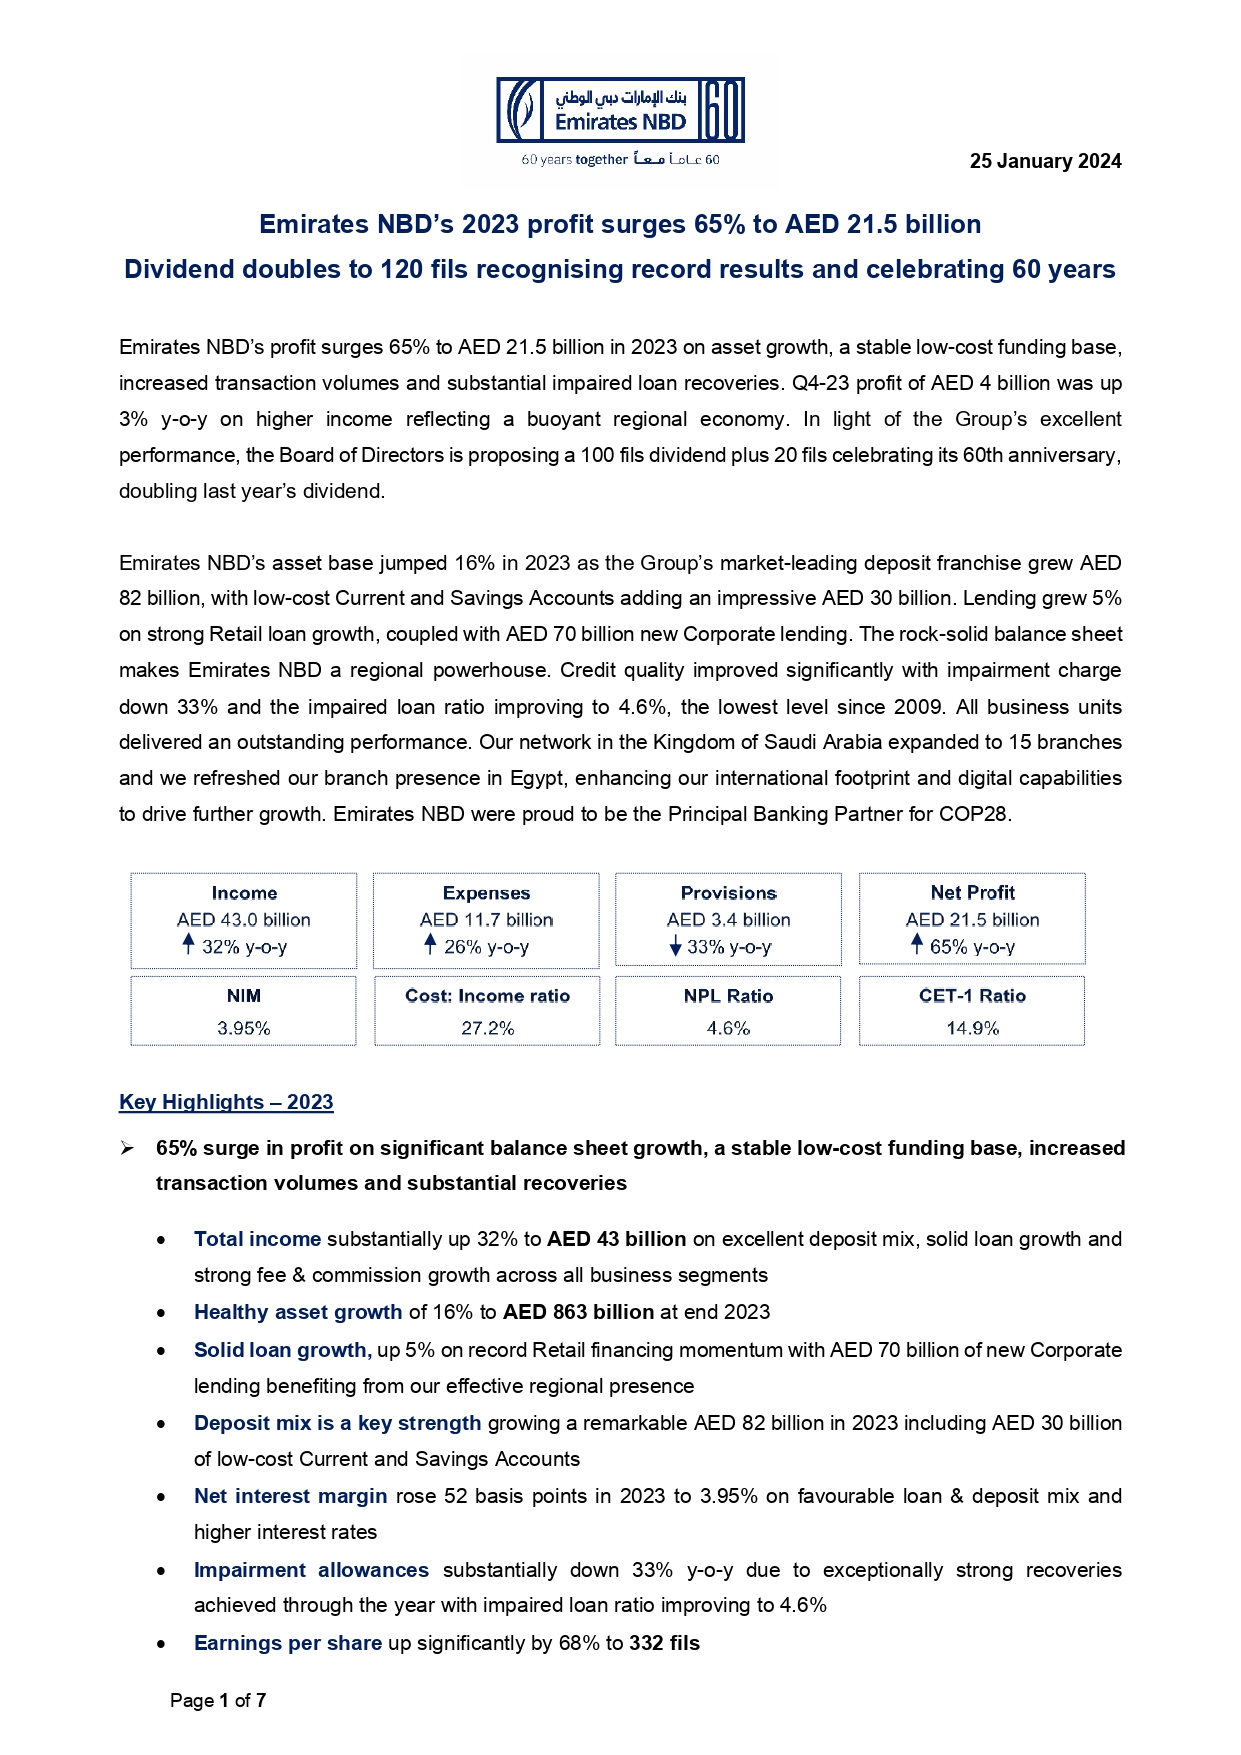 بنك الإمارات دبي الوطني
Emirates NBD
60
60 years together معاً عاماً 60
25 January 2024
Emirates NBD’s 2023 profit surges 65% to AED 21.5 billion
Dividend doubles to 120 fils recognising record results and celebrating 60 years
Emirates NBD’s profit surges 65% to AED 21.5 billion in 2023 on asset growth, a stable low-cost funding base,
increased transaction volumes and substantial impaired loan recoveries. Q4-23 profit of AED 4 billion was up
3% y-o-y on higher income reflecting a buoyant regional economy. In light of the Group’s excellent
performance, the Board of Directors is proposing a 100 fils dividend plus 20 fils celebrating its 60th anniversary,
doubling last year’s dividend.
Emirates NBD’s asset base jumped 16% in 2023 as the Group’s market-leading deposit franchise grew AED
82 billion, with low-cost Current and Savings Accounts adding an impressive AED 30 billion. Lending grew 5%
on strong Retail loan growth, coupled with AED 70 billion new Corporate lending. The rock-solid balance sheet
makes Emirates NBD a regional powerhouse. Credit quality improved significantly with impairment charge
down 33% and the impaired loan ratio improving to 4.6%, the lowest level since 2009. All business units
delivered an outstanding performance. Our network in the Kingdom of Saudi Arabia expanded to 15 branches
and we refreshed our branch presence in Egypt, enhancing our international footprint and digital capabilities
to drive further growth. Emirates NBD were proud to be the Principal Banking Partner for COP28.
Income
AED 43.0 billion
32% y-o-y
Expenses
AED 11.7 billion
26% y-o-y
Provisions
AED 3.4 billion
33% y-o-y
Net Profit
AED 21.5 billion
65% y-o-y
NIM
3.95%
Cost: Income ratio
27.2%
NPL Ratio
4.6%
CET-1 Ratio
14.9%
Key Highlights – 2023
➢ 65% surge in profit on significant balance sheet growth, a stable low-cost funding base, increased
transaction volumes and substantial recoveries
• Total income substantially up 32% to AED 43 billion on excellent deposit mix, solid loan growth and
strong fee & commission growth across all business segments
• Healthy asset growth of 16% to AED 863 billion at end 2023
• Solid loan growth, up 5% on record Retail financing momentum with AED 70 billion of new Corporate
lending benefiting from our effective regional presence
• Deposit mix is a key strength growing a remarkable AED 82 billion in 2023 including AED 30 billion
of low-cost Current and Savings Accounts
• Net interest margin rose 52 basis points in 2023 to 3.95% on favourable loan & deposit mix and
higher interest rates
• Impairment allowances substantially down 33% y-o-y due to exceptionally strong recoveries
achieved through the year with impaired loan ratio improving to 4.6%
• Earnings per share up significantly by 68% to 332 fils
Page 1 of 7